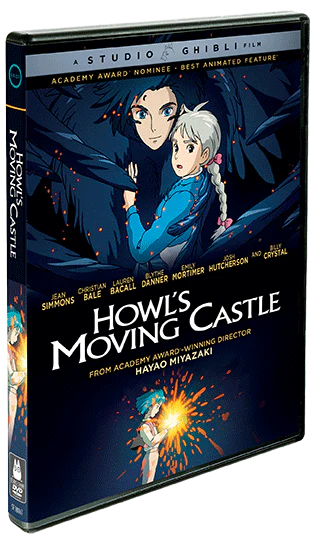 A STUDIO GHIBLI FILM
ACADEMY AWARD® NOMINEE • BEST ANIMATED FEATURE
JEAN SIMMONS CHRISTIAN BALE LAUREN BACALL BLYTHE DANNER EMILY MORTIMER JOSH HUTCHERSON AND BILLY CRYSTAL
HOWL'S
MOVING CASTLE
FROM ACADEMY AWARD®-WINNING DIRECTOR
HAYAO MIYAZAKI
HOWL'S
MOVING CASTLE
DVD